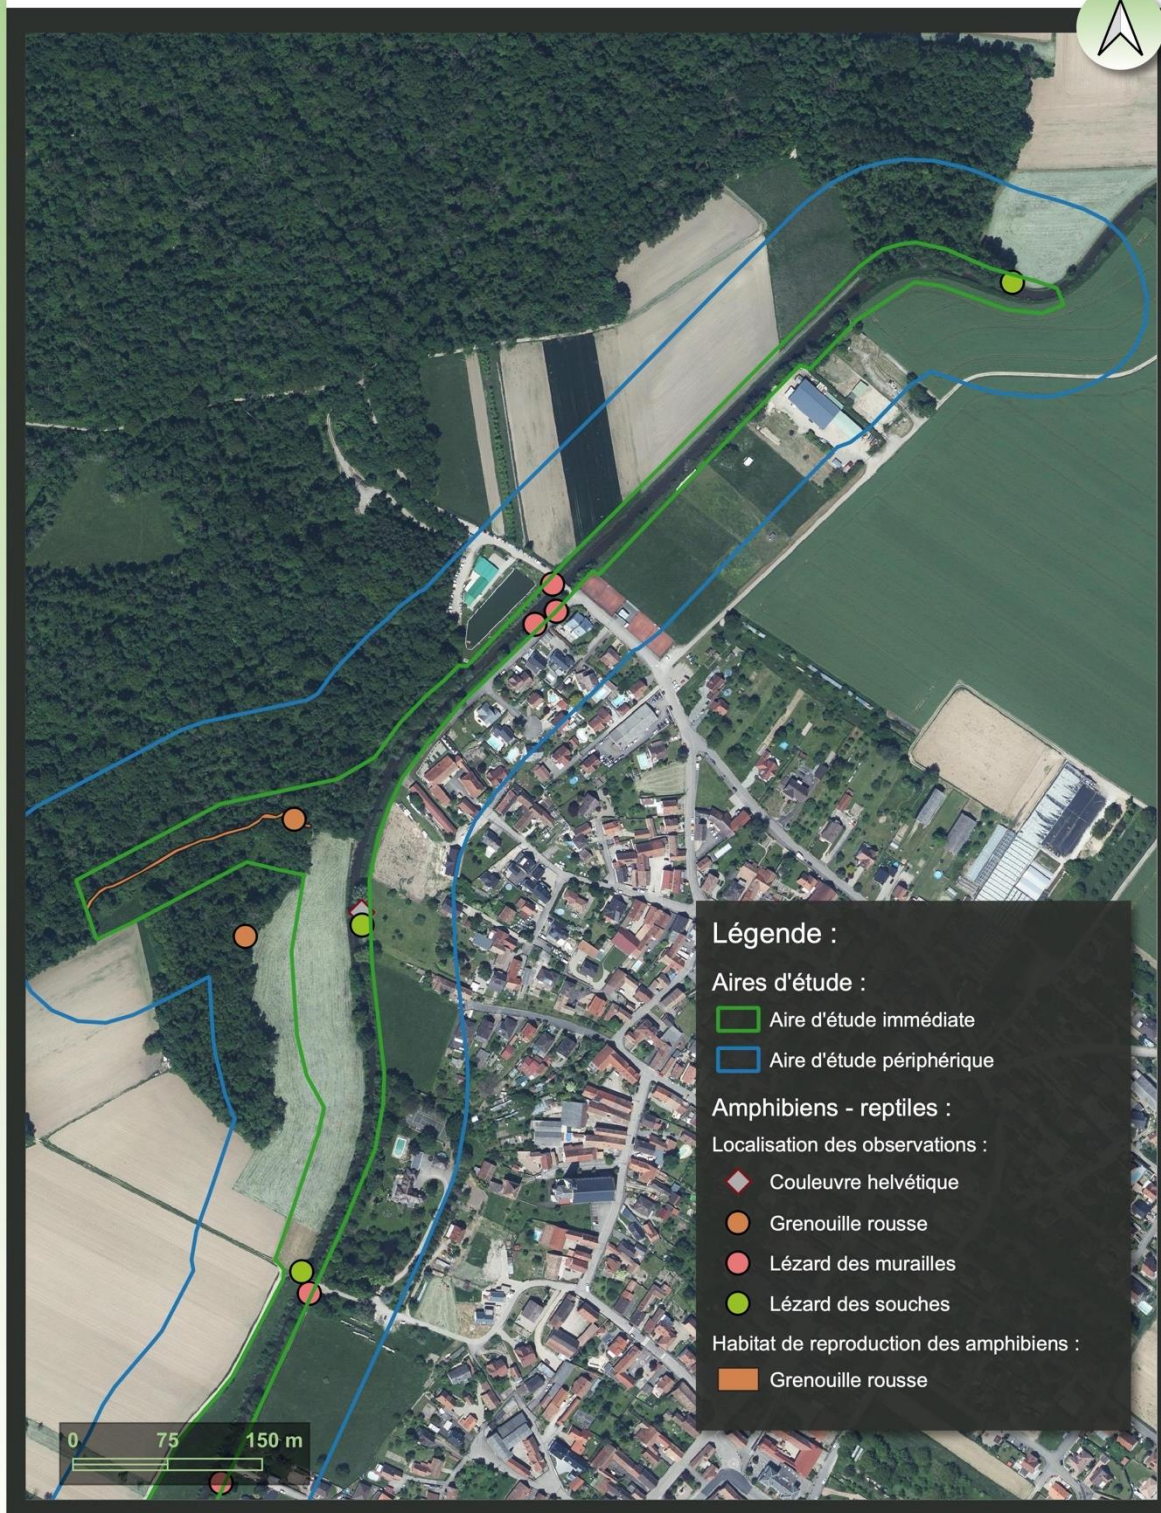 Légende :
Aires d'étude :
Aire d'étude immédiate
Aire d'étude périphérique
Amphibiens - reptiles :
Localisation des observations :
Couleuvre helvétique
Grenouille rousse
Lézard des murailles
Lézard des souches
Habitat de reproduction des amphibiens :
Grenouille rousse
0 75 150 m